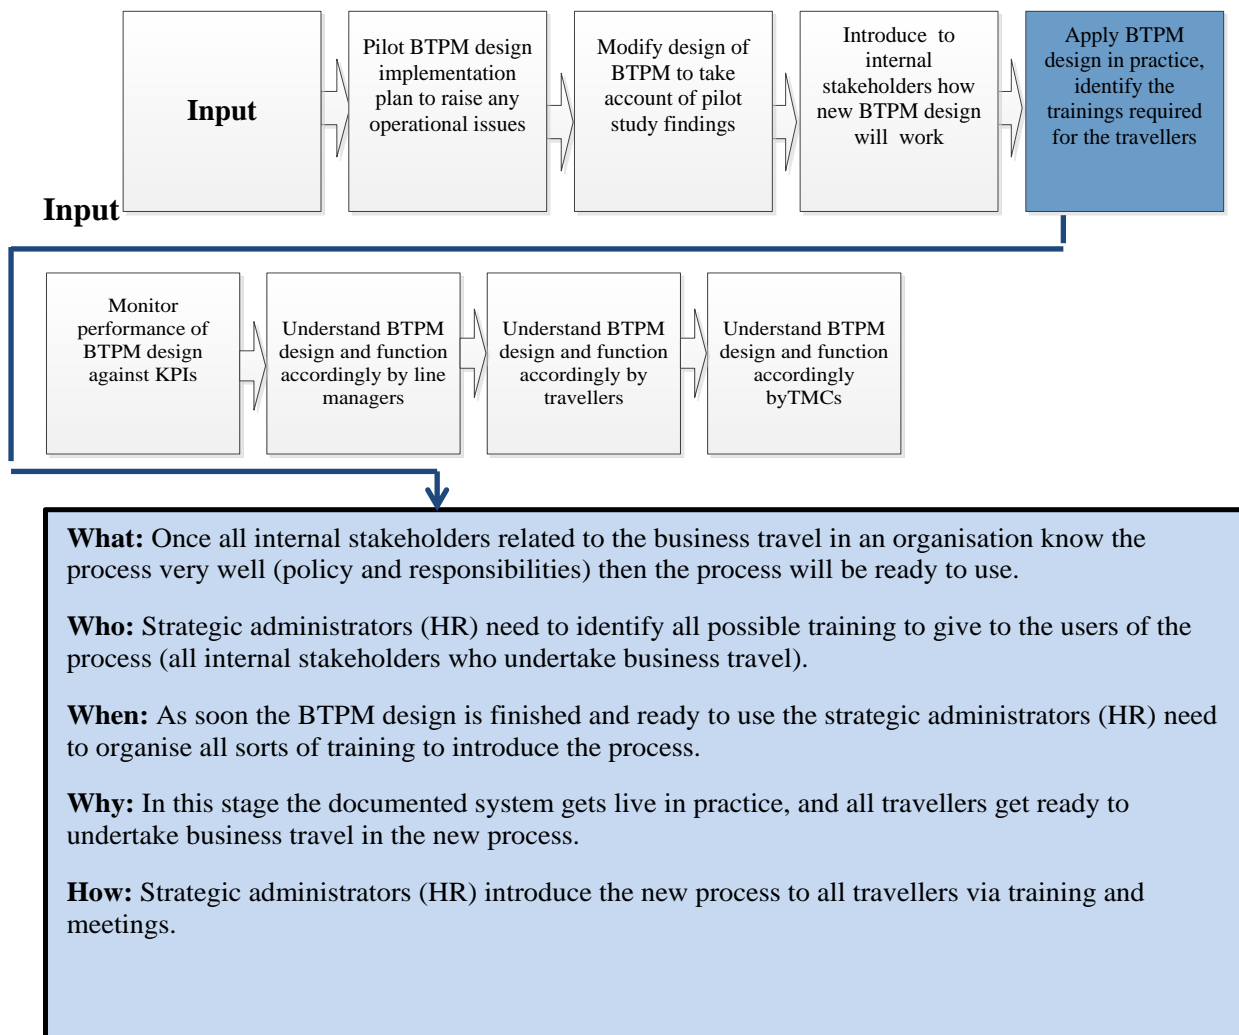 Input
Pilot BTPM design
implementation
plan to raise any
operational issues
Modify design of
BTPM to take
account of pilot
study findings
Introduce to
internal
stakeholders how
new BTPM design
will work
Apply BTPM
design in practice,
identify the
trainings required
for the travellers
Input
Monitor
performance of
BTPM design
against KPIs
Understand BTPM
design and function
accordingly by line
managers
Understand BTPM
design and function
accordingly by
travellers
Understand BTPM
design and function
accordingly
byTMCs
What: Once all internal stakeholders related to the business travel in an organisation know the
process very well (policy and responsibilities) then the process will be ready to use.
Who: Strategic administrators (HR) need to identify all possible training to give to the users of the
process (all internal stakeholders who undertake business travel).
When: As soon the BTPM design is finished and ready to use the strategic administrators (HR) need
to organise all sorts of training to introduce the process.
Why: In this stage the documented system gets live in practice, and all travellers get ready to
undertake business travel in the new process.
How: Strategic administrators (HR) introduce the new process to all travellers via training and
meetings.